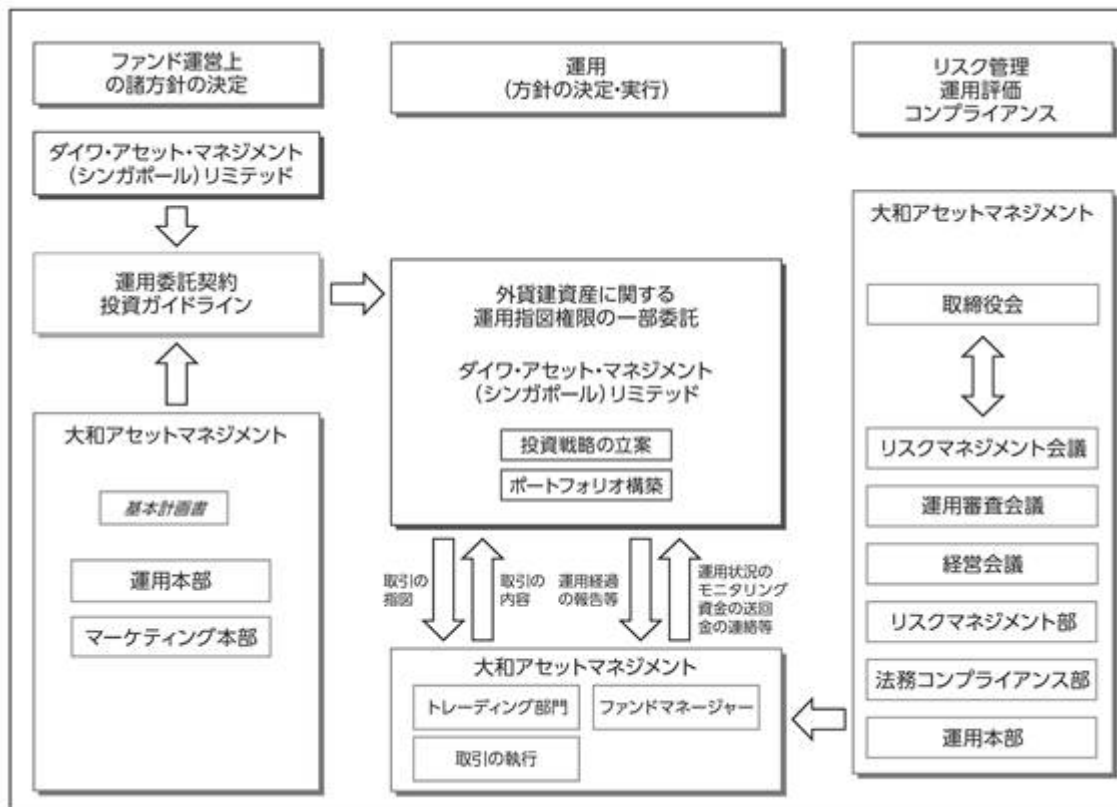 ファンド運営上
の諸方針の決定
運用
(方針の決定・実行)
リスク管理
運用評価
コンプライアンス
ダイワ・アセット・マネジメント
(シンガポール)リミテッド
運用委託契約
投資ガイドライン
大和アセットマネジメント
基本計画書
運用本部
マーケティング本部
外貨建資産に関する
運用指図権限の一部委託
ダイワ・アセット・マネジメント
(シンガポール)リミテッド
投資戦略の立案
ポートフォリオ構築
取引の
指図
取引の
内容
運用経過
の報告等
運用状況の
モニタリング
資金の送回
金の連絡等
大和アセットマネジメント
トレーディング部門
ファンドマネージャー
取引の執行
大和アセットマネジメント
取締役会
リスクマネジメント会議
運用審査会議
経営会議
リスクマネジメント部
法務コンプライアンス部
運用本部